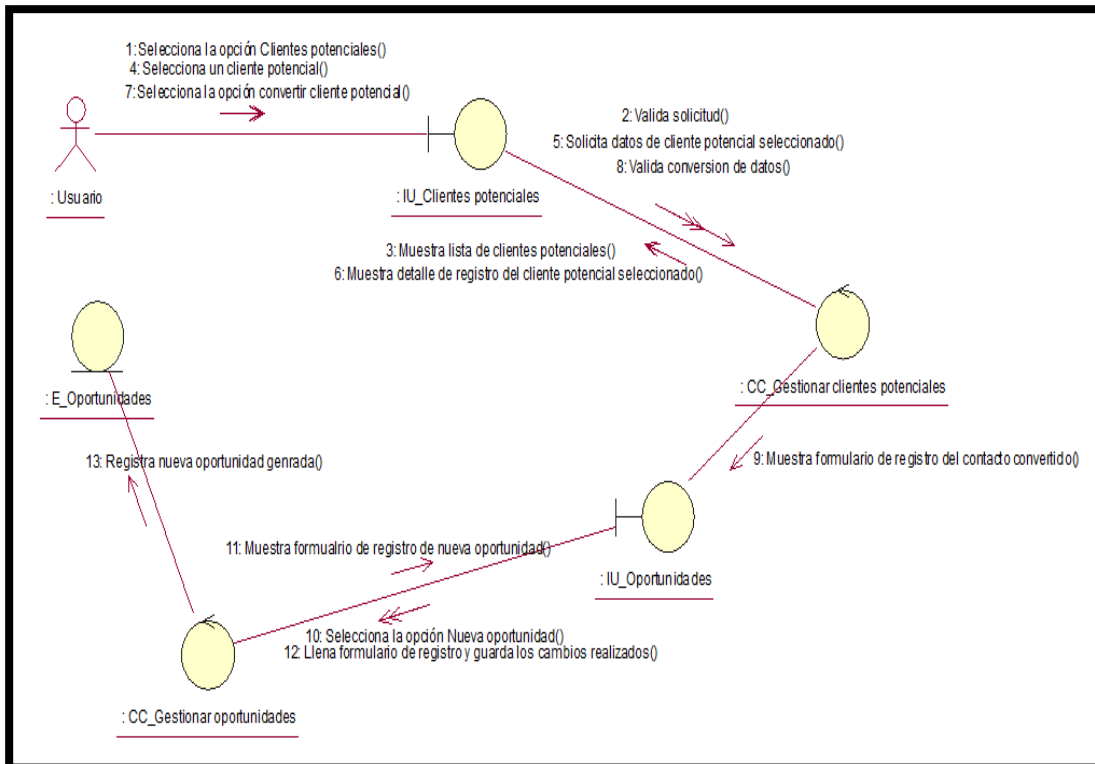 1: Selecciona la opción Clientes potenciales()
4: Selecciona un cliente potencial()
7: Selecciona la opción convertir cliente potencial()
2: Valida solicitud()
5: Solicita datos de cliente potencial seleccionado()
8: Valida conversion de datos()
: Usuario
: IU_Clientes potenciales
3: Muestra lista de clientes potenciales()
6: Muestra detalle de registro del cliente potencial seleccionado()
: CC_Gestionar clientes potenciales
: E_Oportunidades
13: Registra nueva oportunidad genrada()
9: Muestra formulario de registro del contacto convertido()
11: Muestra formualrio de registro de nueva oportunidad()
: IU_Oportunidades
10: Selecciona la opción Nueva oportunidad()
12: Llena formulario de registro y guarda los cambios realizados()
: CC_Gestionar oportunidades